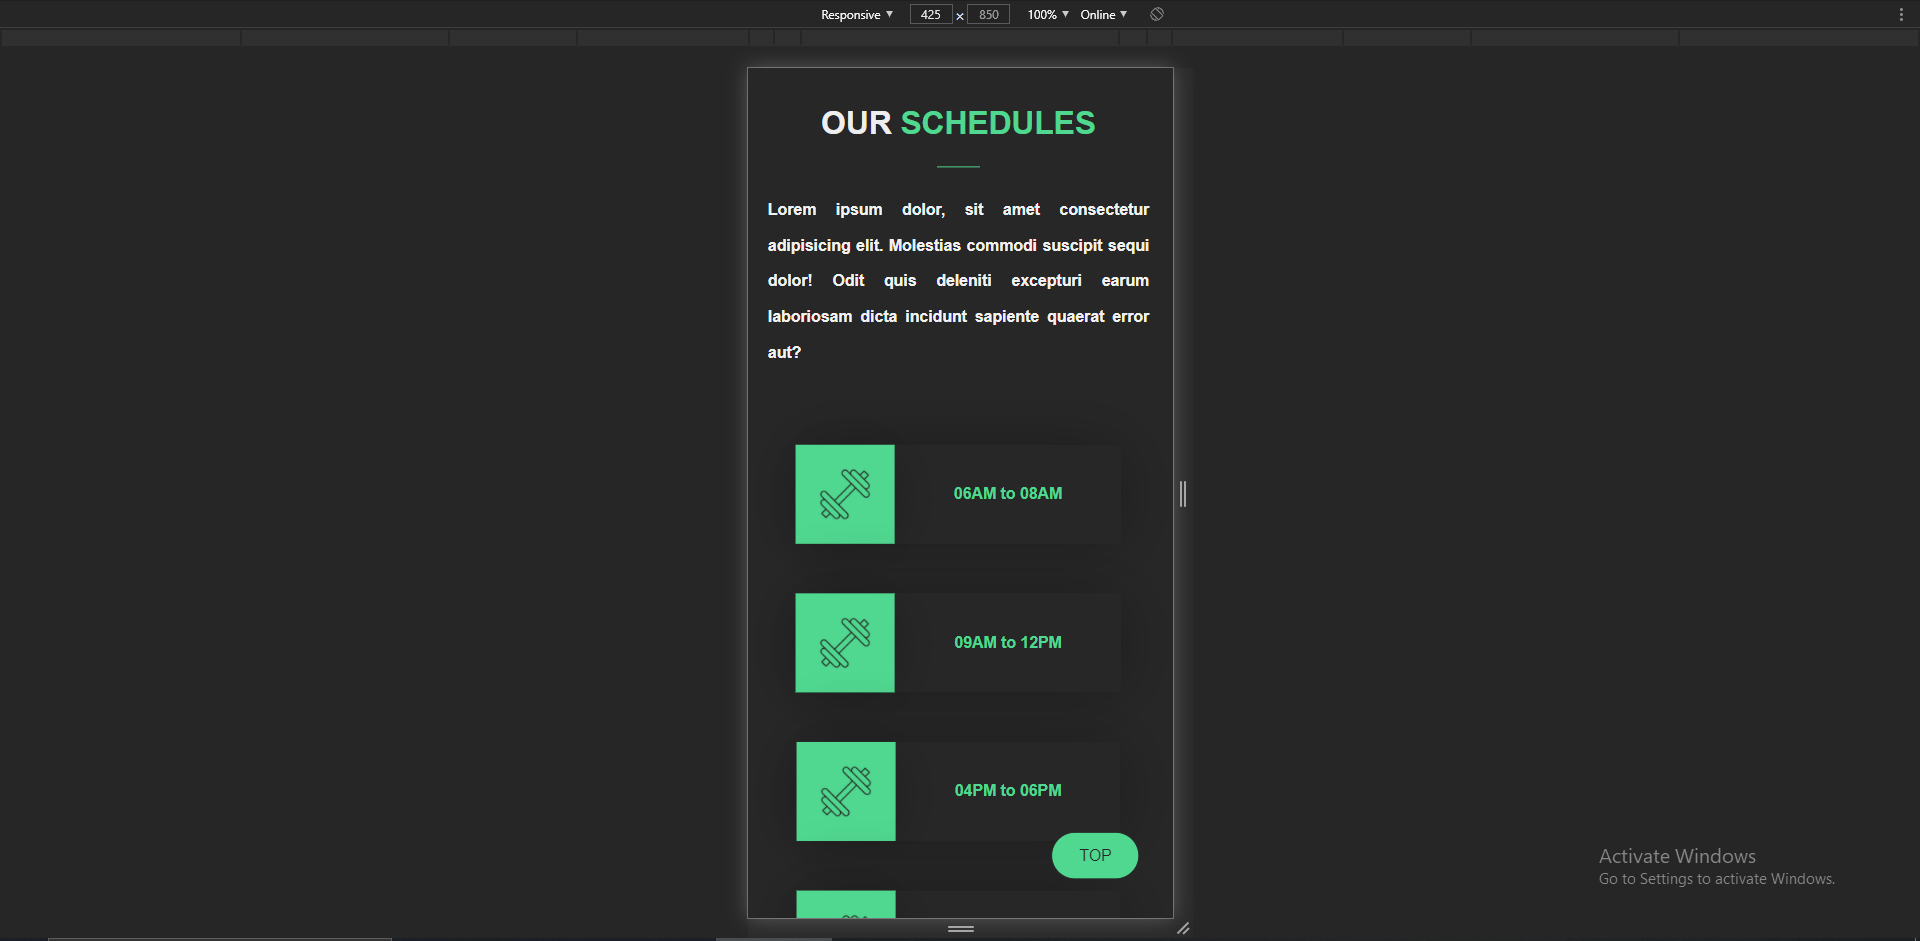 Responsive ▼ 425 × 850 100% ▼ Online ▼
OUR SCHEDULES
Lorem ipsum dolor, sit amet consectetur
adipisicing elit. Molestias commodi suscipit sequi
dolor! Odit quis deleniti excepturi earum
laboriosam dicta incidunt sapiente quaerat error
aut?
06AM to 08AM
09AM to 12PM
04PM to 06PM
TOP
Activate Windows
Go to Settings to activate Windows.